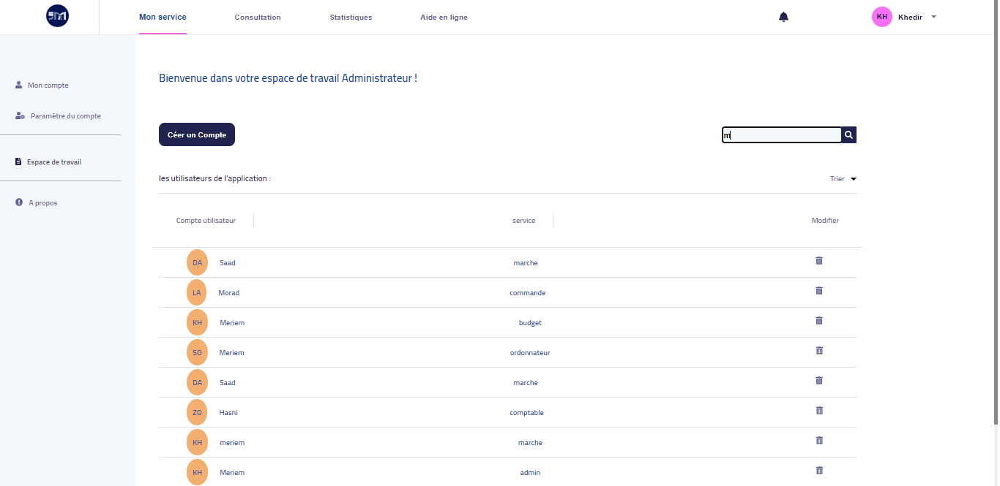 Mon service Consultation Statistiques Aide en ligne KH Khedir
Mon compte
Paramètre du compte
Espace de travail
A propos
Bienvenue dans votre espace de travail Administrateur !
Céer un Compte
m
les utilisateurs de l'application : Trier
Compte utilisateur service Modifier
DA Saad marche
LA Morad commande
KH Meriem budget
SO Meriem ordonnateur
DA Saad marche
ZO Hasni comptable
KH meriem marche
KH Meriem admin